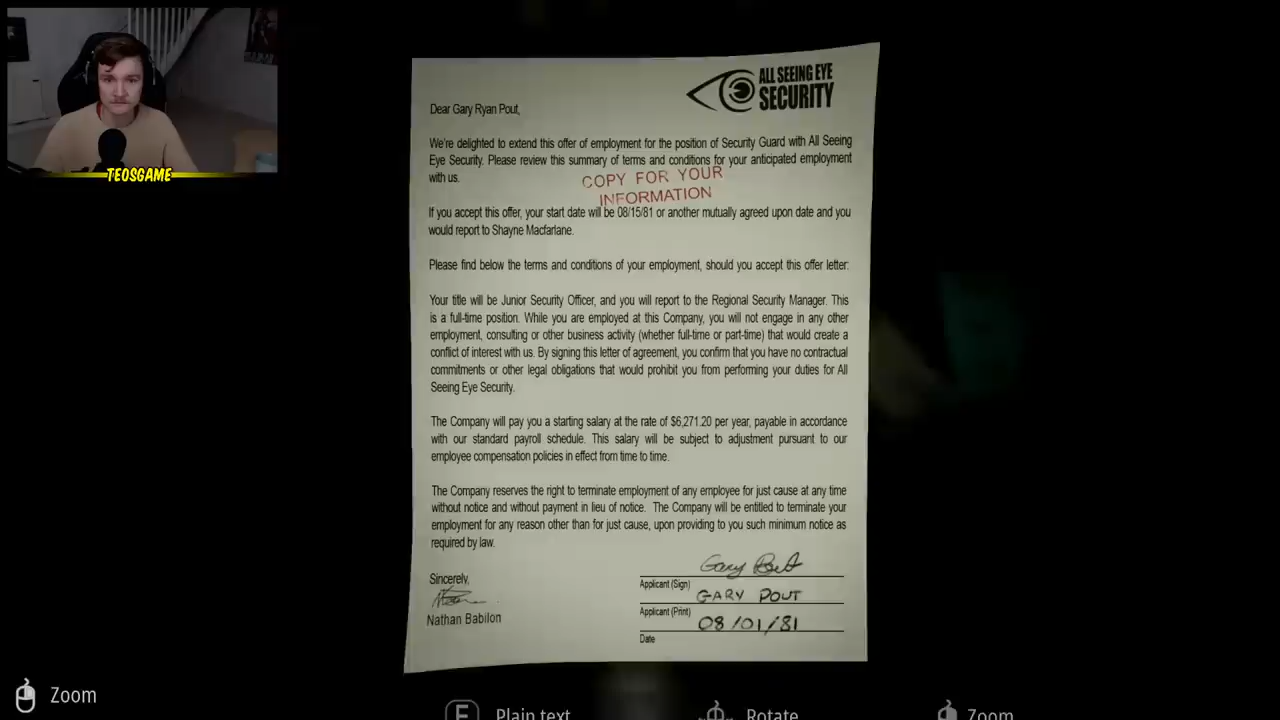 TEOSGAME
ALL SEEING EYE
SECURITY
Dear Gary Ryan Pout,
We're delighted to extend this offer of employment for the position of Security Guard with All Seeing
Eye Security. Please review this summary of terms and conditions for your anticipated employment
with us.
COPY FOR YOUR
INFORMATION
If you accept this offer, your start date will be 08/15/81 or another mutually agreed upon date and you
would report to Shayne Macfarlane.
Please find below the terms and conditions of your employment, should you accept this offer letter:
Your title will be Junior Security Officer, and you will report to the Regional Security Manager. This
is a full-time position. While you are employed at this Company, you will not engage in any other
employment, consulting or other business activity (whether full-time or part-time) that would create a
conflict of interest with us. By signing this letter of agreement, you confirm that you have no contractual
commitments or other legal obligations that would prohibit you from performing your duties for All
Seeing Eye Security.
The Company will pay you a starting salary at the rate of $6,271.20 per year, payable in accordance
with our standard payroll schedule. This salary will be subject to adjustment pursuant to our
employee compensation policies in effect from time to time.
The Company reserves the right to terminate employment of any employee for just cause at any time
without notice and without payment in lieu of notice. The Company will be entitled to terminate your
employment for any reason other than for just cause, upon providing to you such minimum notice as
required by law.
Sincerely,
Nathan Babilon
Gary Pout
Applicant (Sign)
GARY POUT
Applicant (Print)
08/01/81
Date
Zoom
E Plain text
Rotate
Zoom